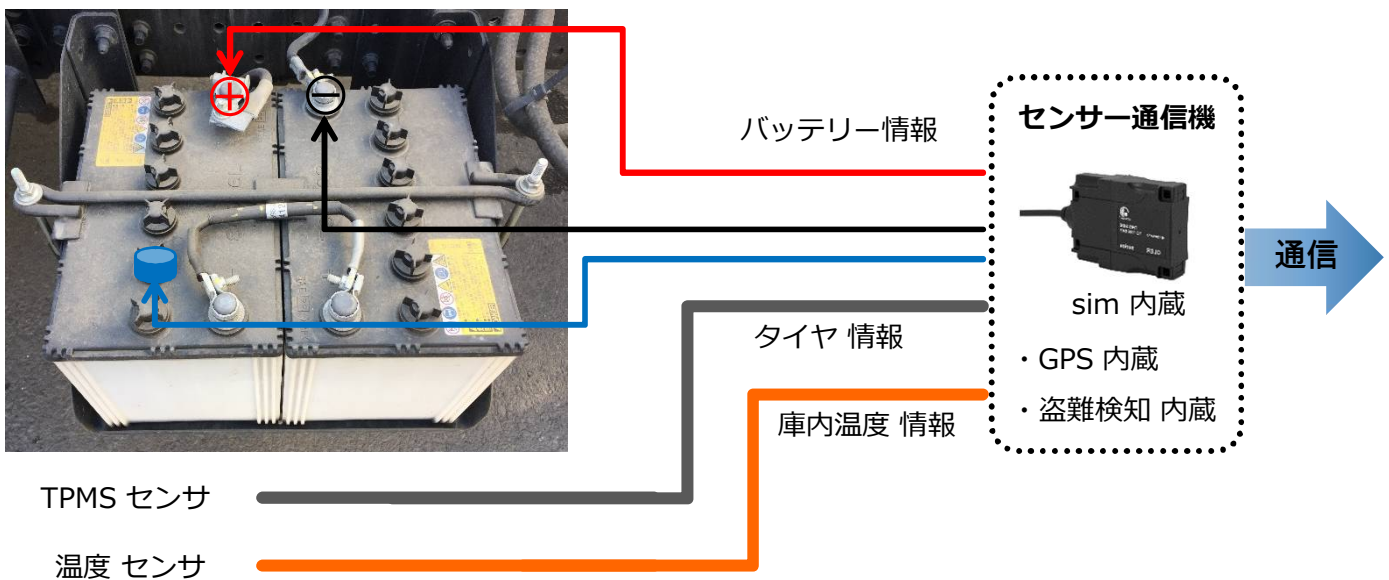 バッテリー情報
センサー通信機
通信
sim 内蔵
タイヤ 情報
・GPS 内蔵
・盗難検知 内蔵
庫内温度 情報
TPMS センサ
温度 センサ